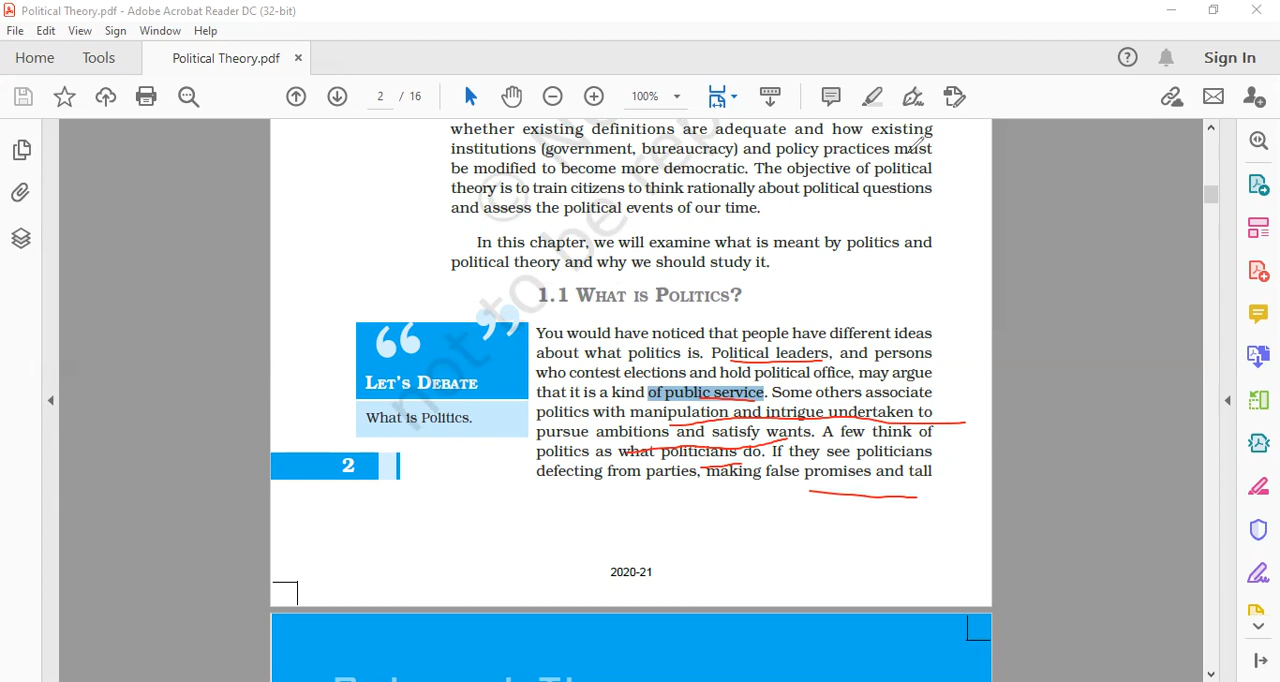 Political Theory.pdf - Adobe Acrobat Reader DC (32-bit)
File Edit View Sign Window Help
Home Tools Political Theory.pdf × Sign In
2 / 16 100%
whether existing definitions are adequate and how existing
institutions (government, bureaucracy) and policy practices must
be modified to become more democratic. The objective of political
theory is to train citizens to think rationally about political questions
and assess the political events of our time.
In this chapter, we will examine what is meant by politics and
political theory and why we should study it.
1.1 WHAT IS POLITICS?
LET'S DEBATE
What is Politics.
You would have noticed that people have different ideas
about what politics is. Political leaders, and persons
who contest elections and hold political office, may argue
that it is a kind of public service. Some others associate
politics with manipulation and intrigue undertaken to
pursue ambitions and satisfy wants. A few think of
politics as what politicians do. If they see politicians
defecting from parties, making false promises and tall
2
2020-21
© No
not to be rep